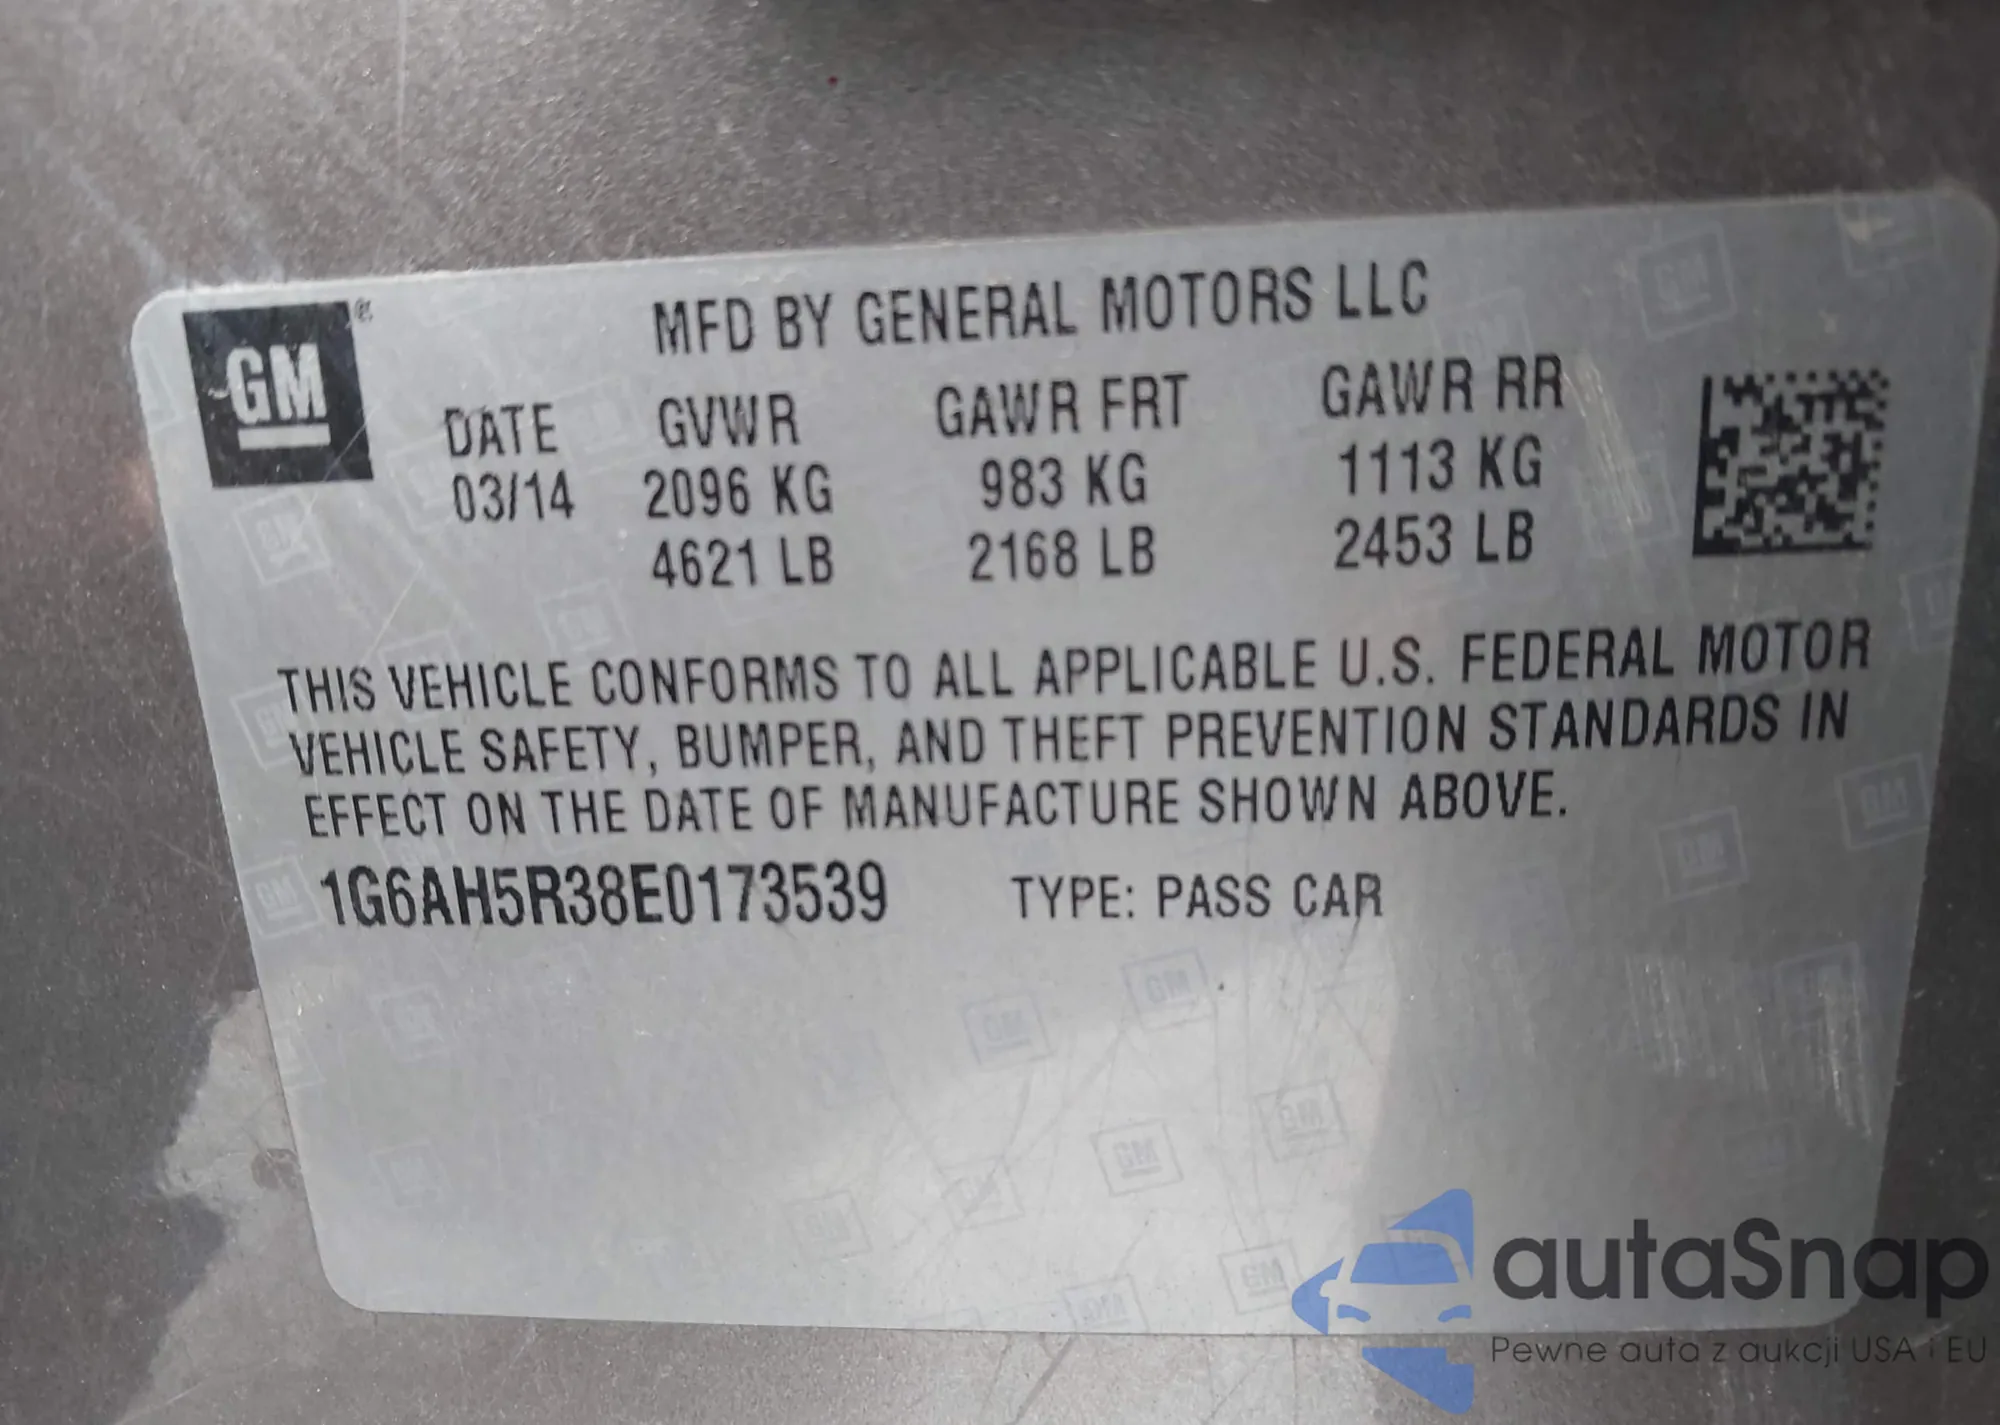 GM
MFD BY GENERAL MOTORS LLC
DATE GVWR GAWR FRT GAWR RR
03/14 2096 KG 983 KG 1113 KG
4621 LB 2168 LB 2453 LB
THIS VEHICLE CONFORMS TO ALL APPLICABLE U.S. FEDERAL MOTOR
VEHICLE SAFETY, BUMPER, AND THEFT PREVENTION STANDARDS IN
EFFECT ON THE DATE OF MANUFACTURE SHOWN ABOVE.
1G6AH5R38E0173539 TYPE: PASS CAR
autaSnap
Pewne auta z aukcji USA i EU